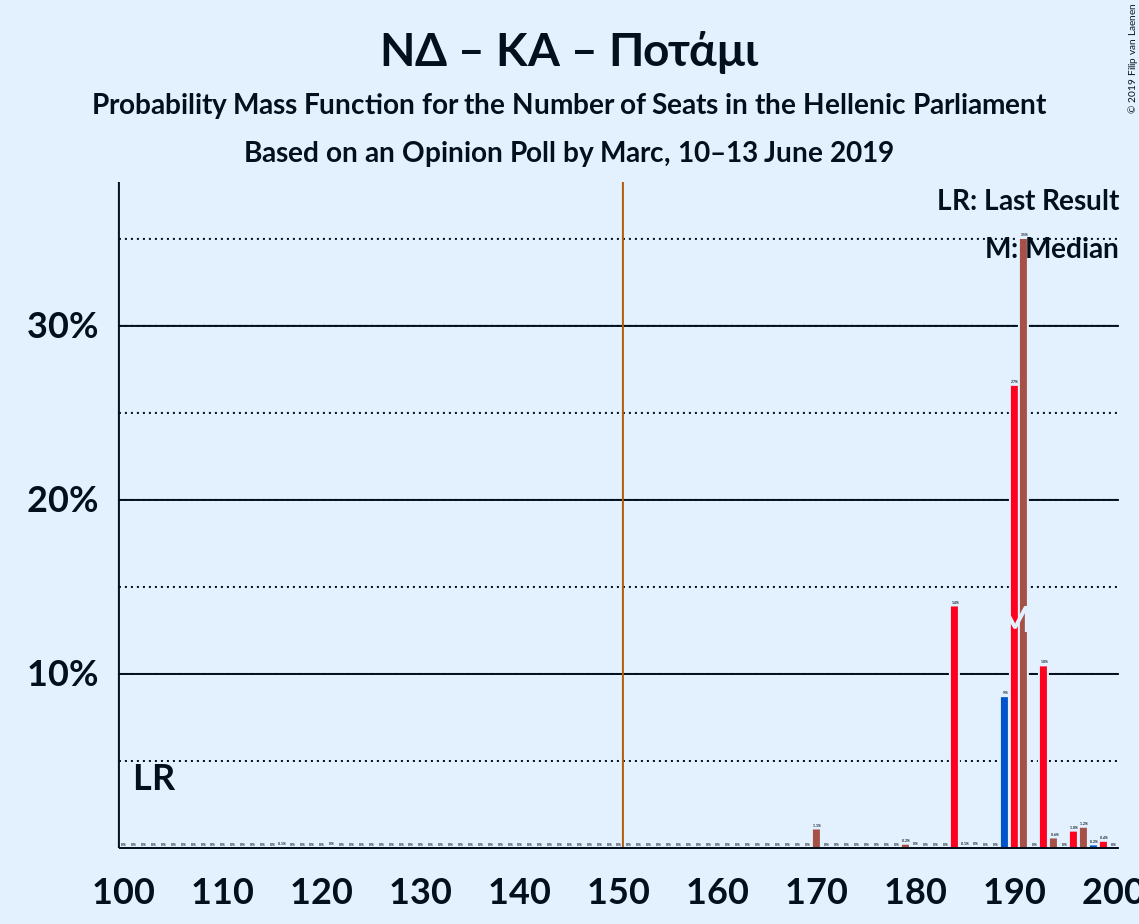 ΝΔ – ΚΑ – Ποτάμι
Probability Mass Function for the Number of Seats in the Hellenic Parliament
Based on an Opinion Poll by Marc, 10–13 June 2019
© 2019 Filip van Laenen
LR: Last Result
M: Median
30%
20%
10%
LR
M
100 110 120 130 140 150 160 170 180 190 200